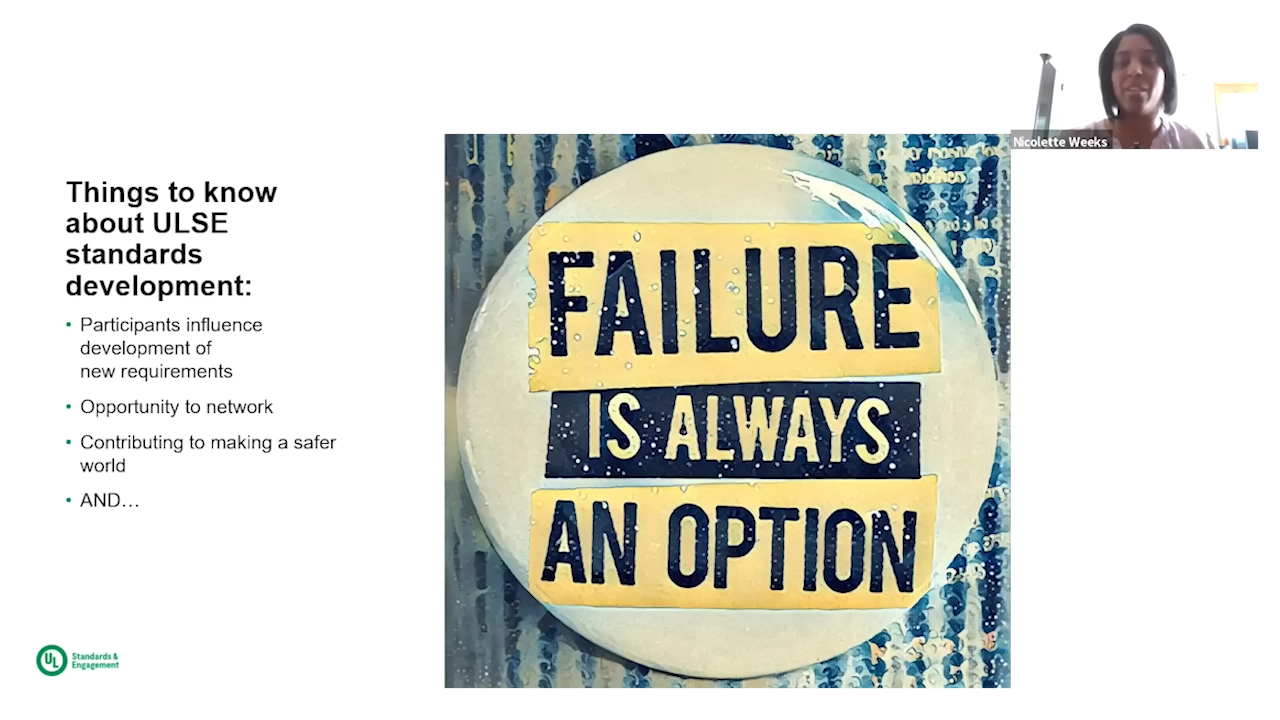 Things to know
about ULSE
standards
development:
• Participants influence
development of
new requirements
• Opportunity to network
• Contributing to making a safer
world
• AND…
FAILURE
IS ALWAYS
AN OPTION
Nicolette Weeks
UL
Standards &
Engagement